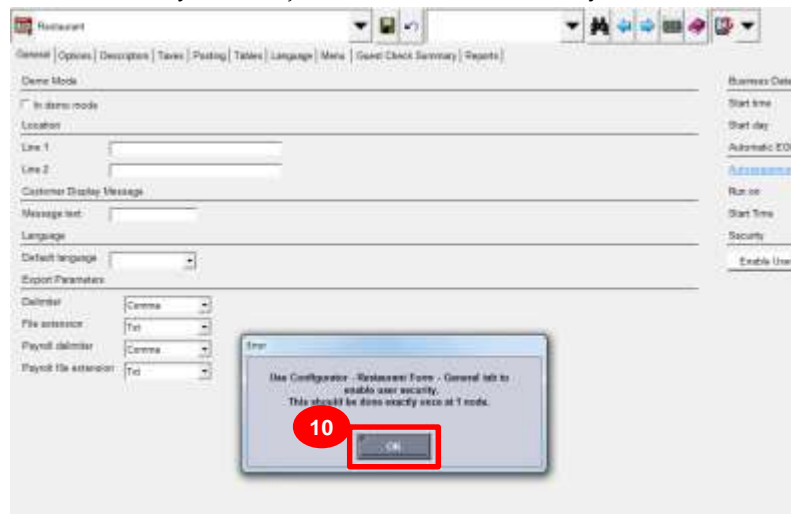 Restaurant
General | Options | Descriptors | Taxes | Posting | Tables | Language | Menu | Guest Check Summary | Reports |
Demo Mode
In demo mode
Location
Line 1
Line 2
Customer Display Message
Message text
Language
Default language
Export Parameters
Delimiter Comma
File extension Txt
Payroll delimiter Comma
Payroll file extension Txt
Business Date
Start time
Start day
Automatic EOD
Run on
Start Time
Security
Enable User
Error
Use Configurator - Restaurant Form - General tab to
enable user security.
This should be done exactly once at 1 node.
10
OK